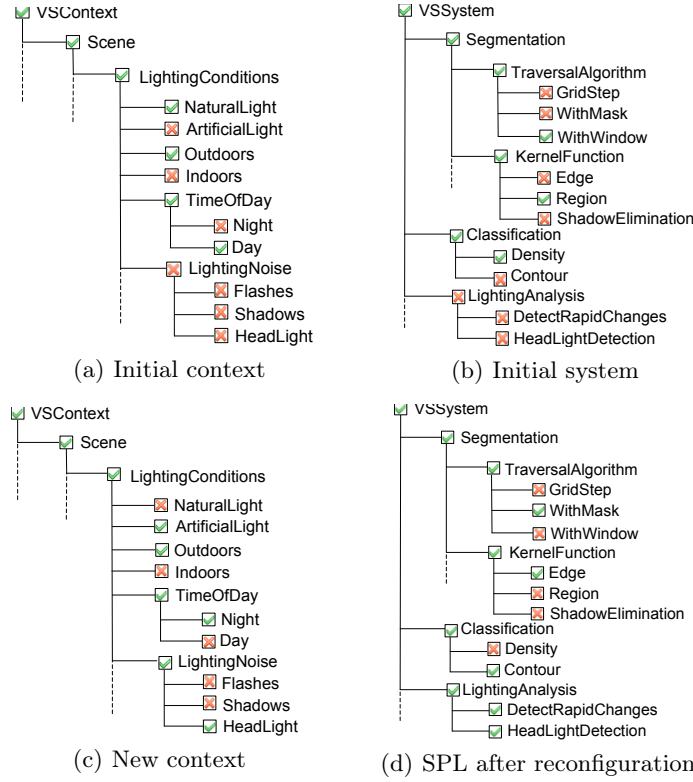 VSContext
Scene
LightingConditions
NaturalLight
ArtificialLight
Outdoors
Indoors
TimeOfDay
Night
Day
LightingNoise
Flashes
Shadows
HeadLight
(a) Initial context
VSSystem
Segmentation
TraversalAlgorithm
GridStep
WithMask
WithWindow
KernelFunction
Edge
Region
ShadowElimination
Classification
Density
Contour
LightingAnalysis
DetectRapidChanges
HeadLightDetection
(b) Initial system
VSContext
Scene
LightingConditions
NaturalLight
ArtificialLight
Outdoors
Indoors
TimeOfDay
Night
Day
LightingNoise
Flashes
Shadows
HeadLight
(c) New context
VSSystem
Segmentation
TraversalAlgorithm
GridStep
WithMask
WithWindow
KernelFunction
Edge
Region
ShadowElimination
Classification
Density
Contour
LightingAnalysis
DetectRapidChanges
HeadLightDetection
(d) SPL after reconfiguration